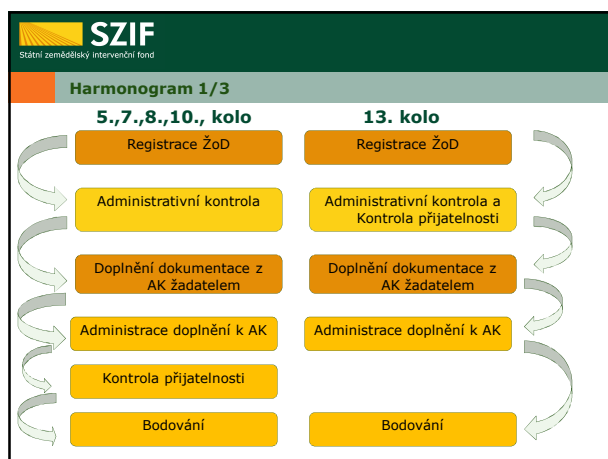 SZIF
Státní zemědělský intervenční fond
Harmonogram 1/3
5.,7.,8.,10., kolo
Registrace ŽoD
Administrativní kontrola
Doplnění dokumentace z
AK žadatelem
Administrace doplnění k AK
Kontrola přijatelnosti
Bodování
13. kolo
Registrace ŽoD
Administrativní kontrola a
Kontrola přijatelnosti
Doplnění dokumentace z
AK žadatelem
Administrace doplnění k AK
Bodování